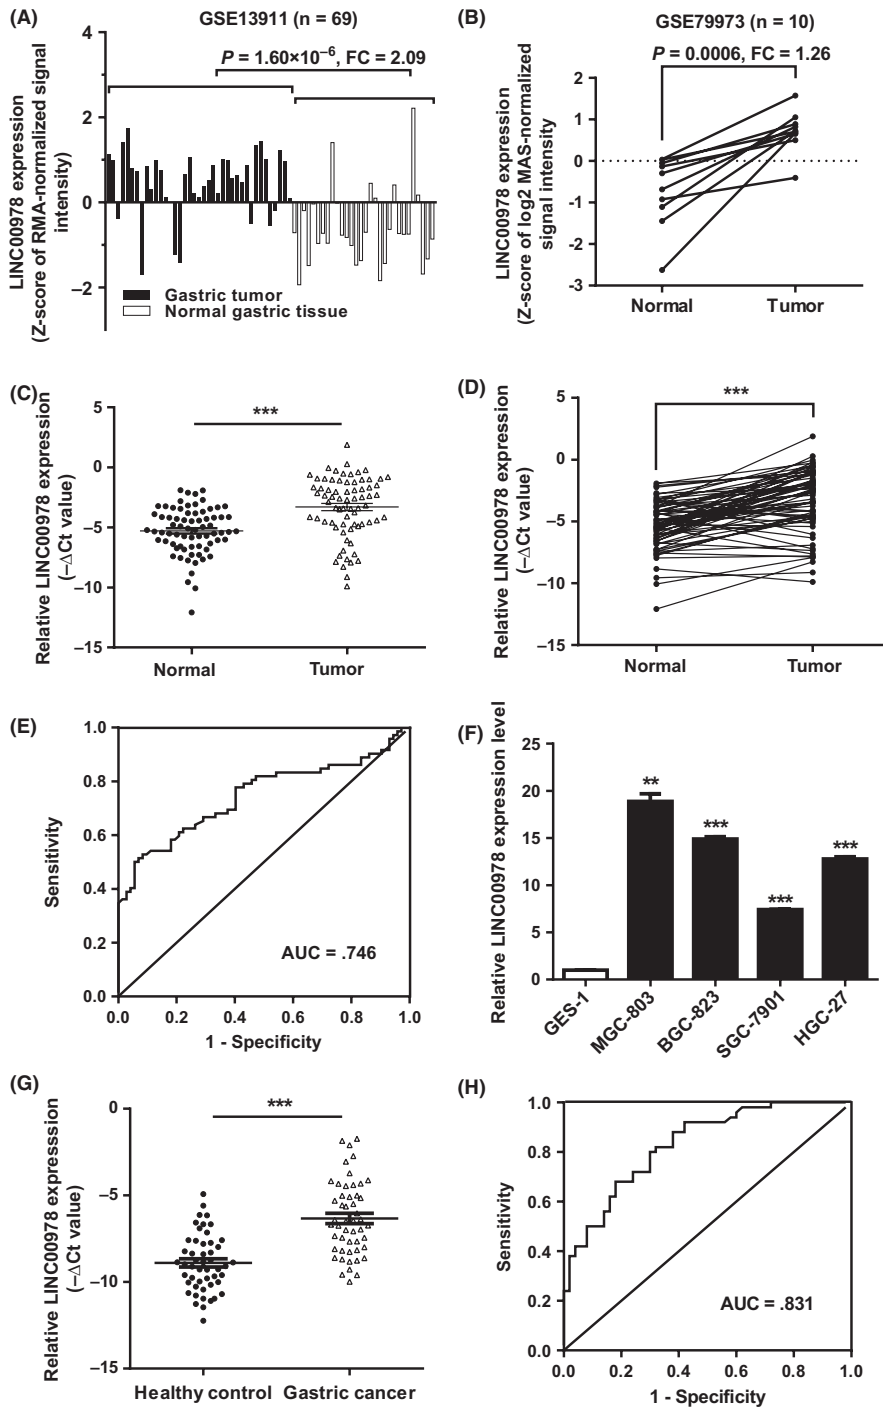 (A)
GSE13911 (n = 69)
P = 1.60×10⁻⁶, FC = 2.09
LINC00978 expression
(Z-score of RMA-normalized signal
intensity)
4
2
0
−2
Gastric tumor
Normal gastric tissue
(B)
GSE79973 (n = 10)
P = 0.0006, FC = 1.26
LINC00978 expression
(Z-score of log2 MAS-normalized
signal intensity)
2
1
0
-1
-2
-3
Normal Tumor
(C)
Relative LINC00978 expression
(−ΔCt value)
5
0
−5
−10
−15
***
Normal Tumor
(D)
Relative LINC00978 expression
(−ΔCt value)
5
0
−5
−10
−15
***
Normal Tumor
(E)
Sensitivity
1.0
0.8
0.6
0.4
0.2
0.0
AUC = .746
0.0 0.2 0.4 0.6 0.8 1.0
1 - Specificity
(F)
Relative LINC00978 expression level
25
20
15
10
5
0
**
***
***
***
GES-1 MGC-803 BGC-823 SGC-7901 HGC-27
(G)
Relative LINC00978 expresssion
(−ΔCt value)
0
−5
−10
−15
***
Healthy control Gastric cancer
(H)
Sensitivity
1.0
0.8
0.6
0.4
0.2
0.0
AUC = .831
0.0 0.2 0.4 0.6 0.8 1.0
1 - Specificity